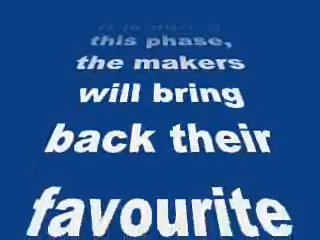 this phase,
the makers
will bring
back their
favourite